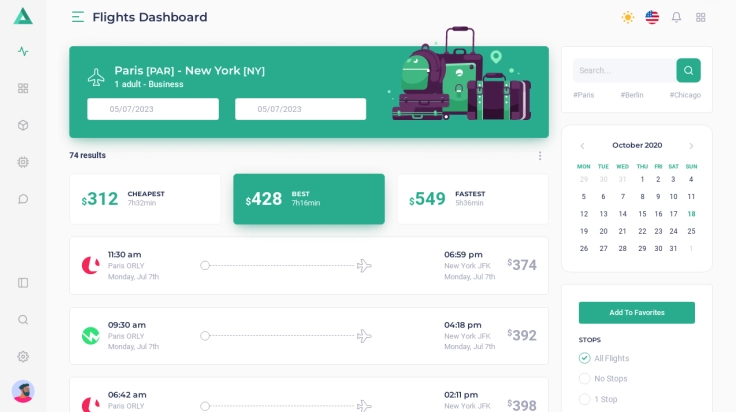 Flights Dashboard
Paris [PAR] - New York [NY]
1 adult - Business
05/07/2023 05/07/2023
74 results
$312 CHEAPEST 7h32min
$428 BEST 7h16min
$549 FASTEST 5h36min
11:30 am 06:59 pm
Paris ORLY New York JFK $374
Monday, Jul 7th Monday, Jul 7th
09:30 am 04:18 pm
Paris ORLY New York JFK $392
Monday, Jul 7th Monday, Jul 7th
06:42 am 02:11 pm
Paris ORLY New York JFK $398
Search...
#Paris #Berlin #Chicago
October 2020
MON TUE WED THU FRI SAT SUN
29 30 31 1 2 3 4
5 6 7 8 9 10 11
12 13 14 15 16 17 18
19 20 21 22 23 24 25
26 27 28 29 30 31 1
Add To Favorites
STOPS
All Flights
No Stops
1 Stop